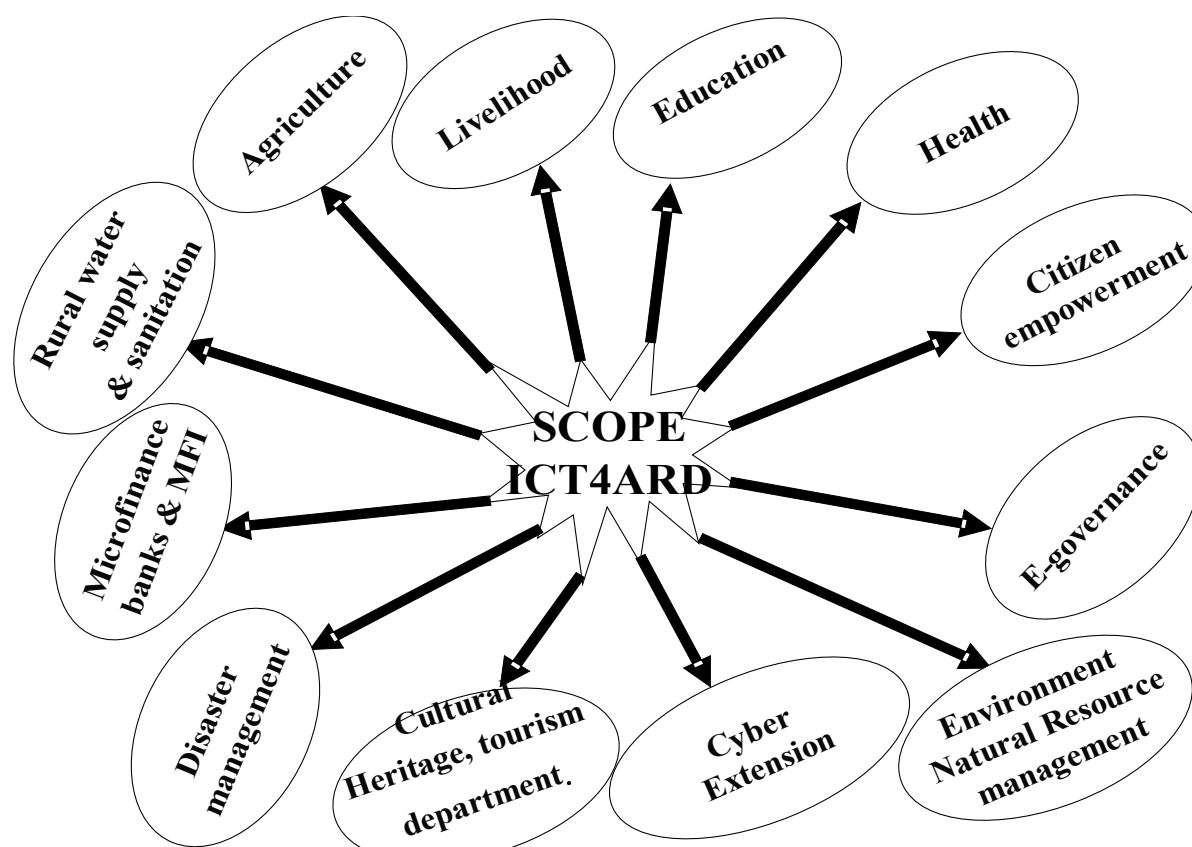 Agriculture
Livelihood
Education
Health
Citizen
empowerment
E-governance
Environment
Natural Resource
management
Cyber
Extension
Cultural
Heritage, tourism
department.
Disaster
management
Microfinance
banks & MFI
Rural water
supply
& sanitation
SCOPE
ICT4ARD